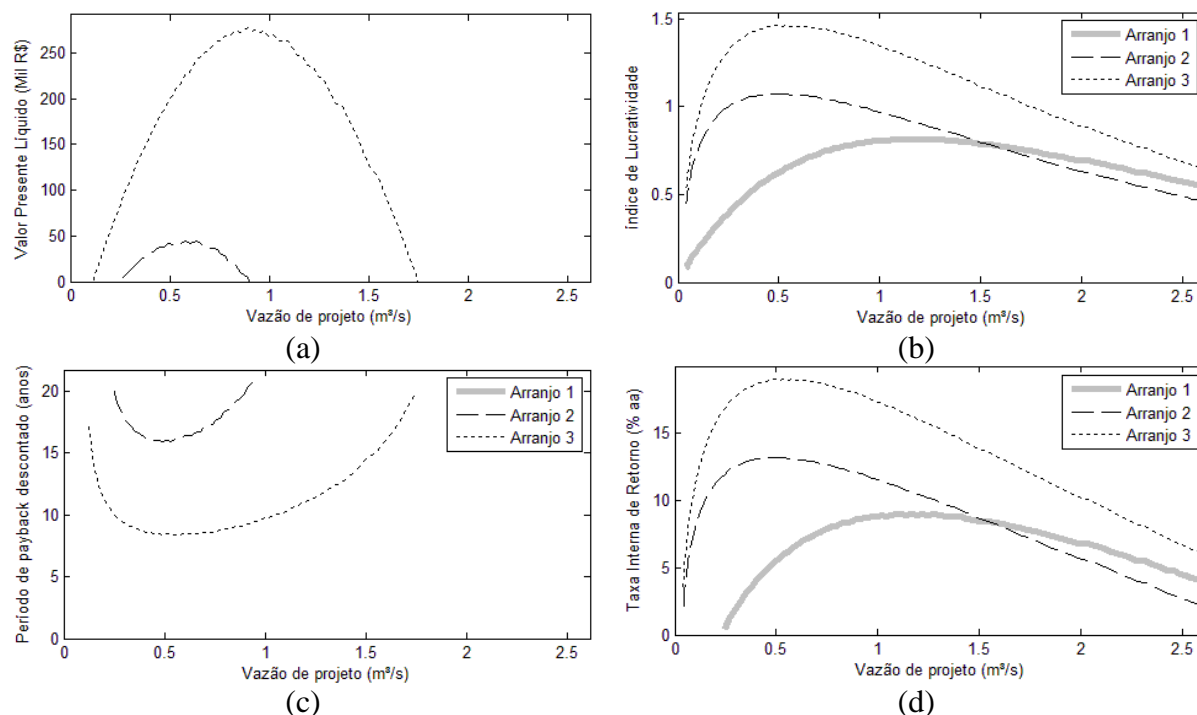 Valor Presente Líquido (Mil R$)
250
200
150
100
50
0
0 0.5 1 1.5 2 2.5
Vazão de projeto (m³/s)
(a)
Índice de Lucratividade
1.5
1
0.5
0
Arranjo 1
Arranjo 2
Arranjo 3
0 0.5 1 1.5 2 2.5
Vazão de projeto (m³/s)
(b)
Período de payback descontado (anos)
20
15
10
5
0
Arranjo 1
Arranjo 2
Arranjo 3
0 0.5 1 1.5 2 2.5
Vazão de projeto (m³/s)
(c)
Taxa Interna de Retorno (% aa)
15
10
5
0
Arranjo 1
Arranjo 2
Arranjo 3
0 0.5 1 1.5 2 2.5
Vazão de projeto (m³/s)
(d)